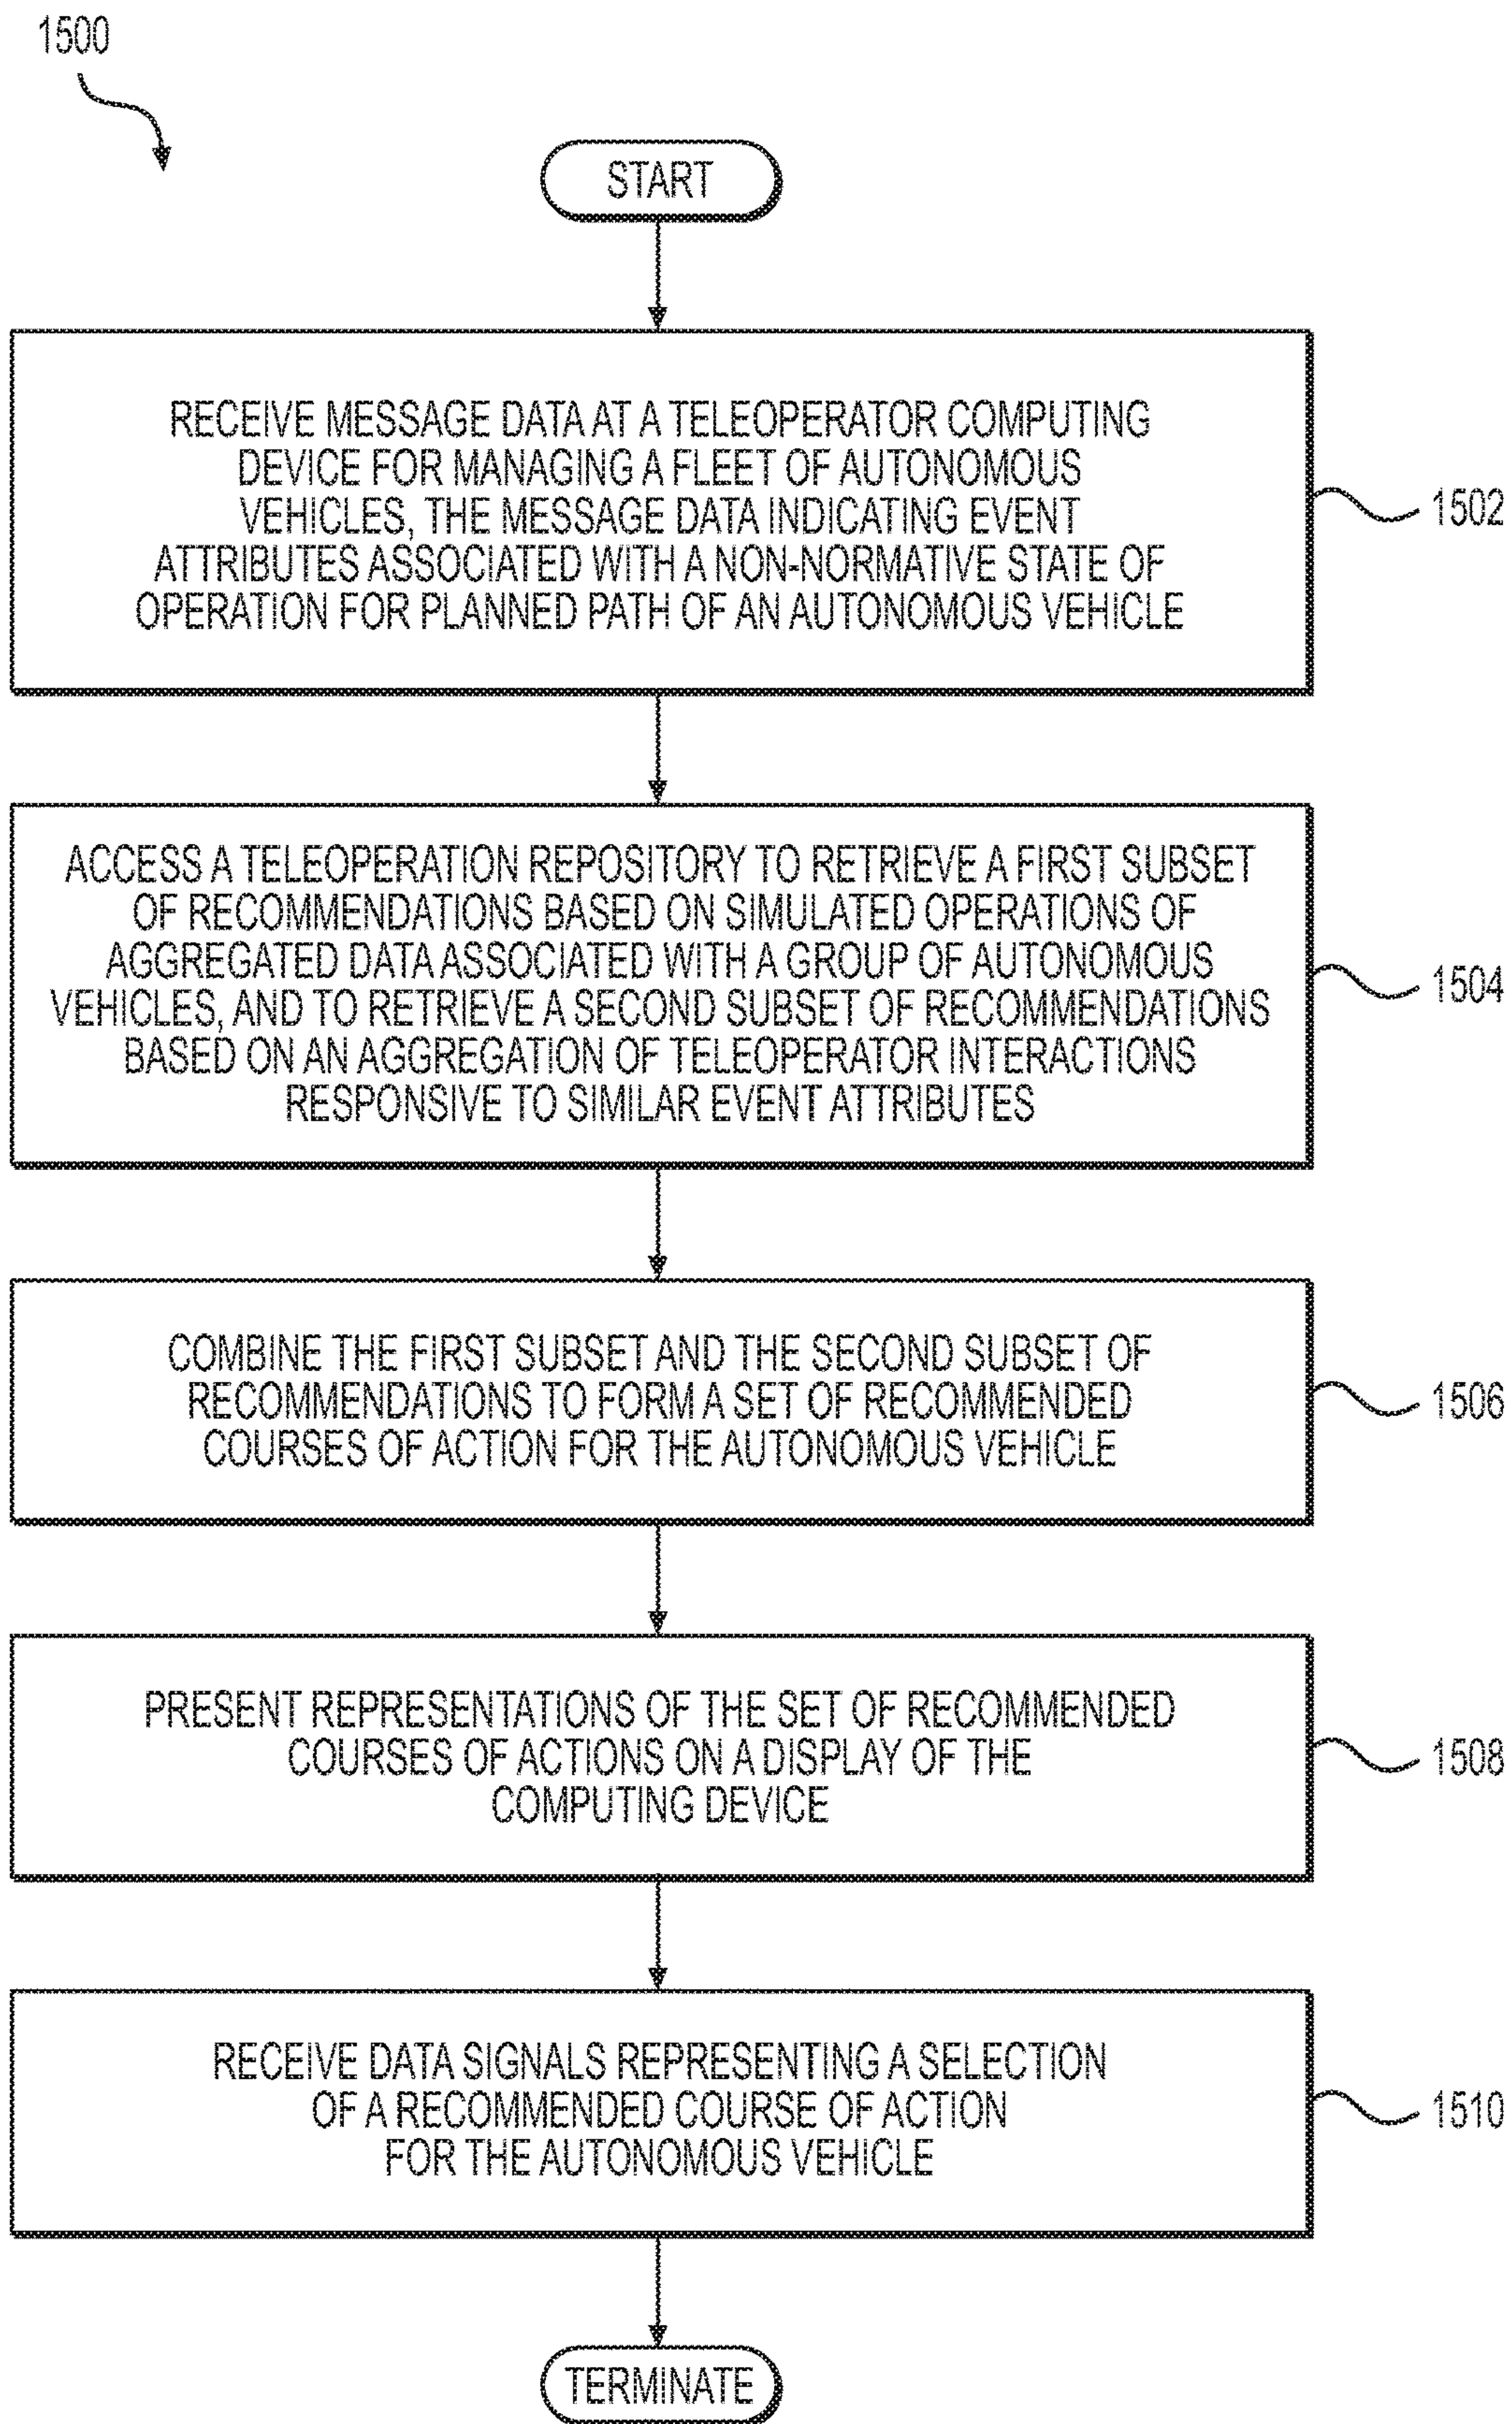 1500
START
RECEIVE MESSAGE DATA AT A TELEOPERATOR COMPUTING
DEVICE FOR MANAGING A FLEET OF AUTONOMOUS
VEHICLES, THE MESSAGE DATA INDICATING EVENT
ATTRIBUTES ASSOCIATED WITH A NON-NORMATIVE STATE OF
OPERATION FOR PLANNED PATH OF AN AUTONOMOUS VEHICLE
1502
ACCESS A TELEOPERATION REPOSITORY TO RETRIEVE A FIRST SUBSET
OF RECOMMENDATIONS BASED ON SIMULATED OPERATIONS OF
AGGREGATED DATA ASSOCIATED WITH A GROUP OF AUTONOMOUS
VEHICLES, AND TO RETRIEVE A SECOND SUBSET OF RECOMMENDATIONS
BASED ON AN AGGREGATION OF TELEOPERATOR INTERACTIONS
RESPONSIVE TO SIMILAR EVENT ATTRIBUTES
1504
COMBINE THE FIRST SUBSET AND THE SECOND SUBSET OF
RECOMMENDATIONS TO FORM A SET OF RECOMMENDED
COURSES OF ACTION FOR THE AUTONOMOUS VEHICLE
1506
PRESENT REPRESENTATIONS OF THE SET OF RECOMMENDED
COURSES OF ACTIONS ON A DISPLAY OF THE
COMPUTING DEVICE
1508
RECEIVE DATA SIGNALS REPRESENTING A SELECTION
OF A RECOMMENDED COURSE OF ACTION
FOR THE AUTONOMOUS VEHICLE
1510
TERMINATE